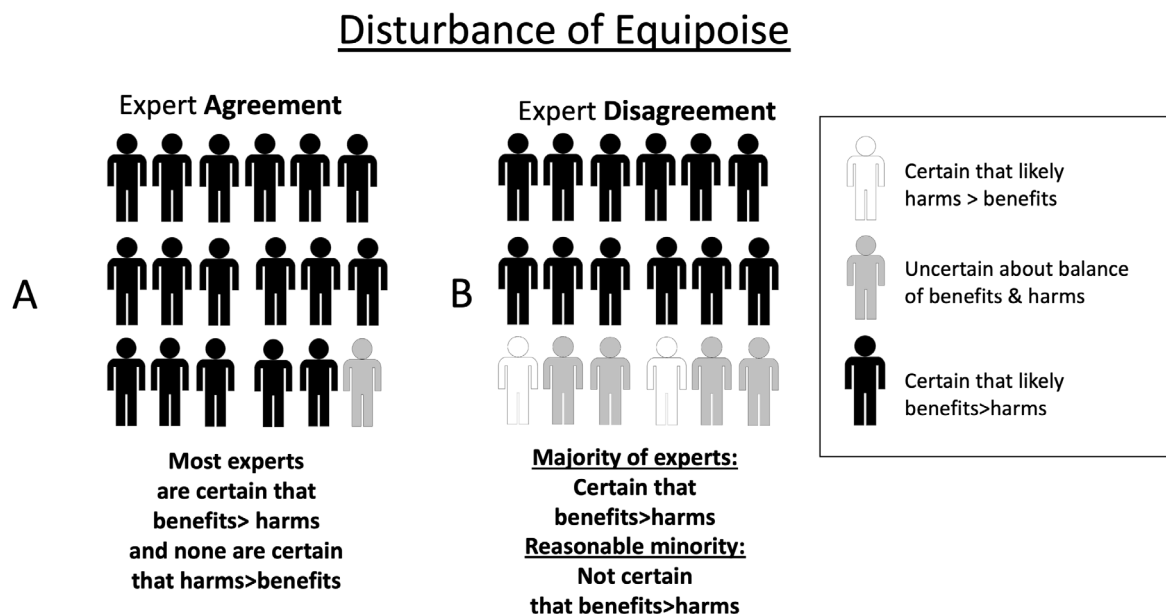 Disturbance of Equipoise
Expert Agreement
A
Most experts
are certain that
benefits> harms
and none are certain
that harms>benefits
Expert Disagreement
B
Majority of experts:
Certain that
benefits>harms
Reasonable minority:
Not certain
that benefits>harms
Certain that likely
harms > benefits
Uncertain about balance
of benefits & harms
Certain that likely
benefits>harms